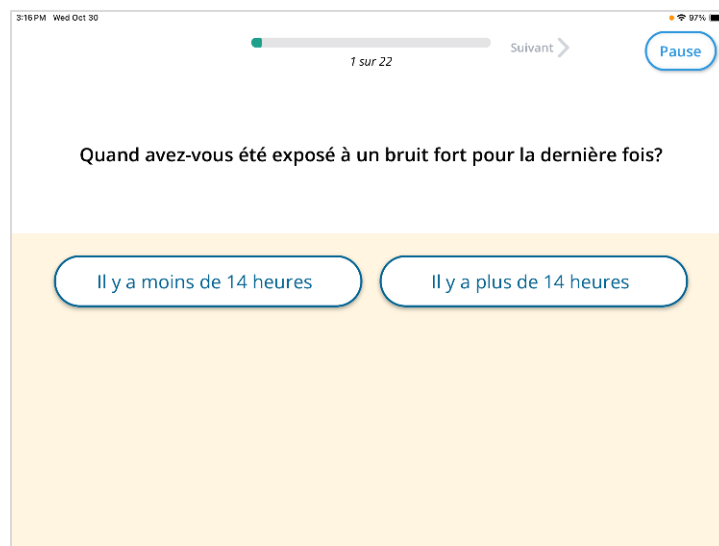 3:16 PM Wed Oct 30
97%
Suivant
Pause
1 sur 22
Quand avez-vous été exposé à un bruit fort pour la dernière fois?
Il y a moins de 14 heures
Il y a plus de 14 heures